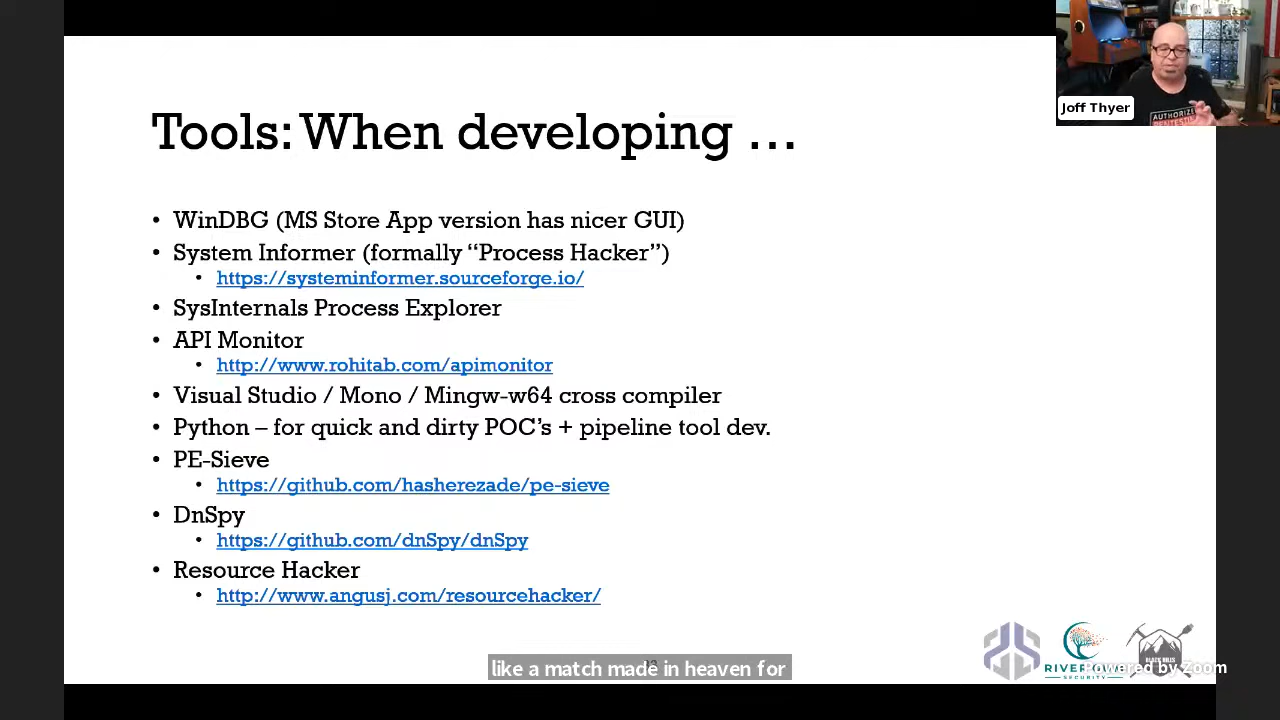 Joff Thyer
AUTHORIZE
Tools: When developing ...
• WinDBG (MS Store App version has nicer GUI)
• System Informer (formally “Process Hacker”)
• https://systeminformer.sourceforge.io/
• SysInternals Process Explorer
• API Monitor
• http://www.rohitab.com/apimonitor
• Visual Studio / Mono / Mingw-w64 cross compiler
• Python – for quick and dirty POC’s + pipeline tool dev.
• PE-Sieve
• https://github.com/hasherezade/pe-sieve
• DnSpy
• https://github.com/dnSpy/dnSpy
• Resource Hacker
• http://www.angusj.com/resourcehacker/
like a match made in heaven for
SECURITY
BLACK HILLS
Powered by Zoom